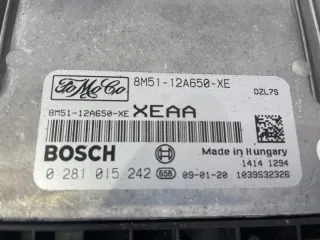 FoMoCo
8M51-12A650-XE
DZL7S
8M51-12A650-XE XEAA
BOSCH
Made in Hungary
1414 1294
0 281 015 242 658 09-01-20 1039S32326